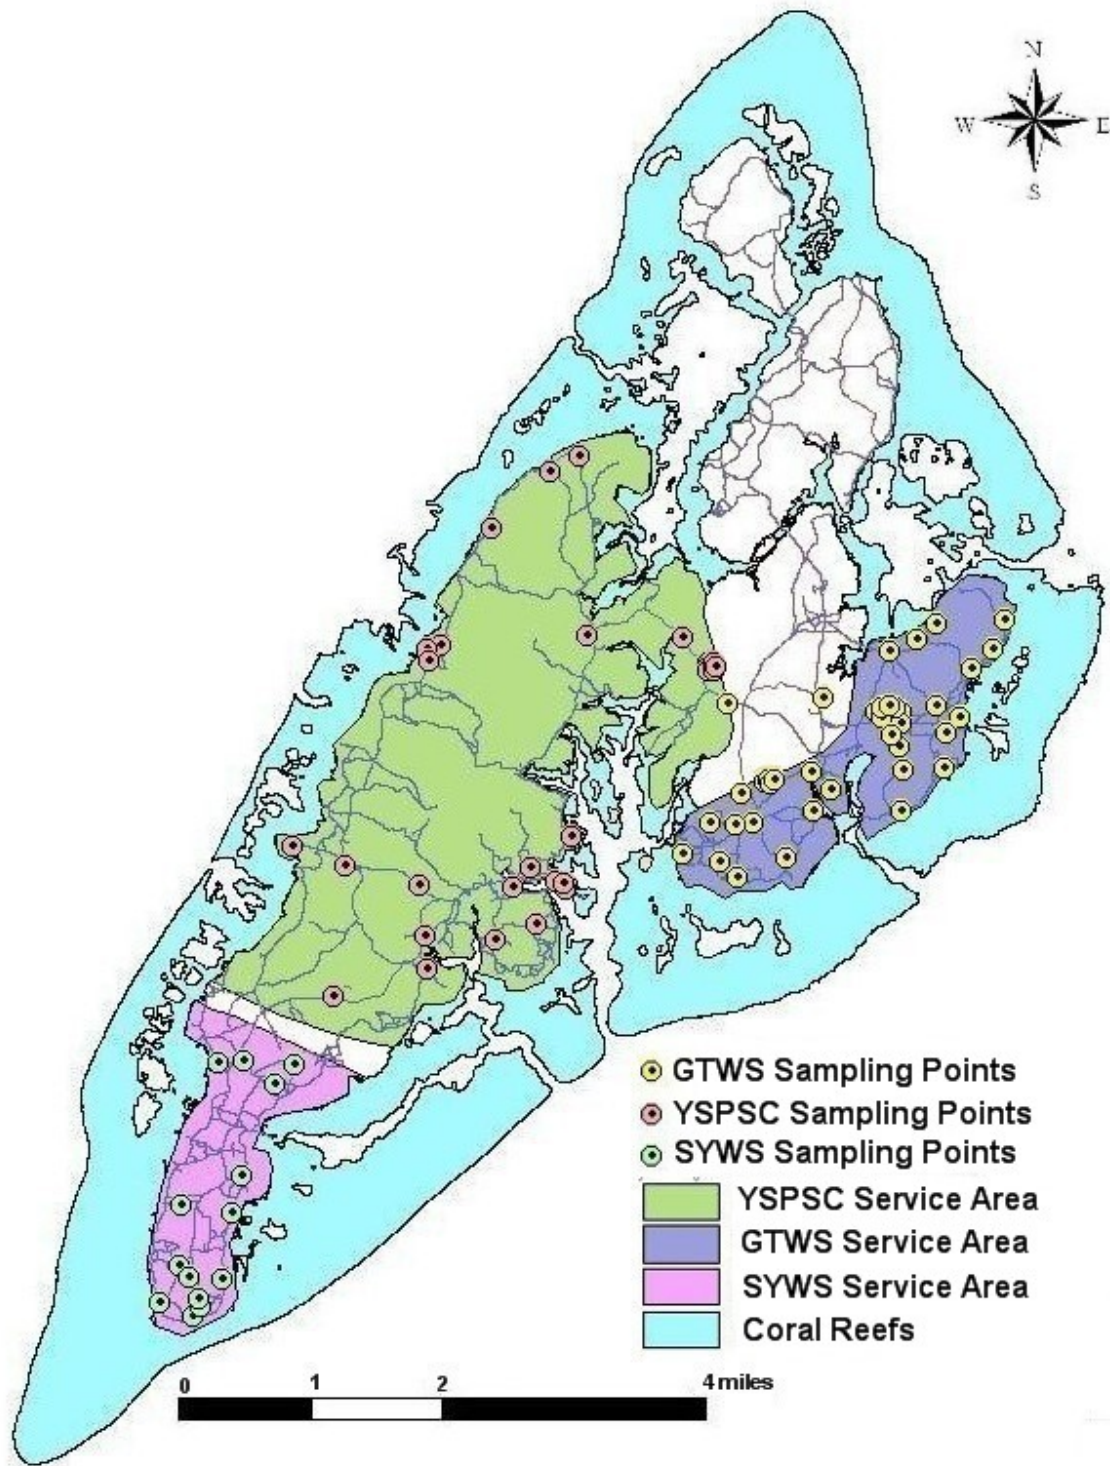 N
W E
S
GTWS Sampling Points
YSPSC Sampling Points
SYWS Sampling Points
YSPSC Service Area
GTWS Service Area
SYWS Service Area
Coral Reefs
0 1 2 4 miles